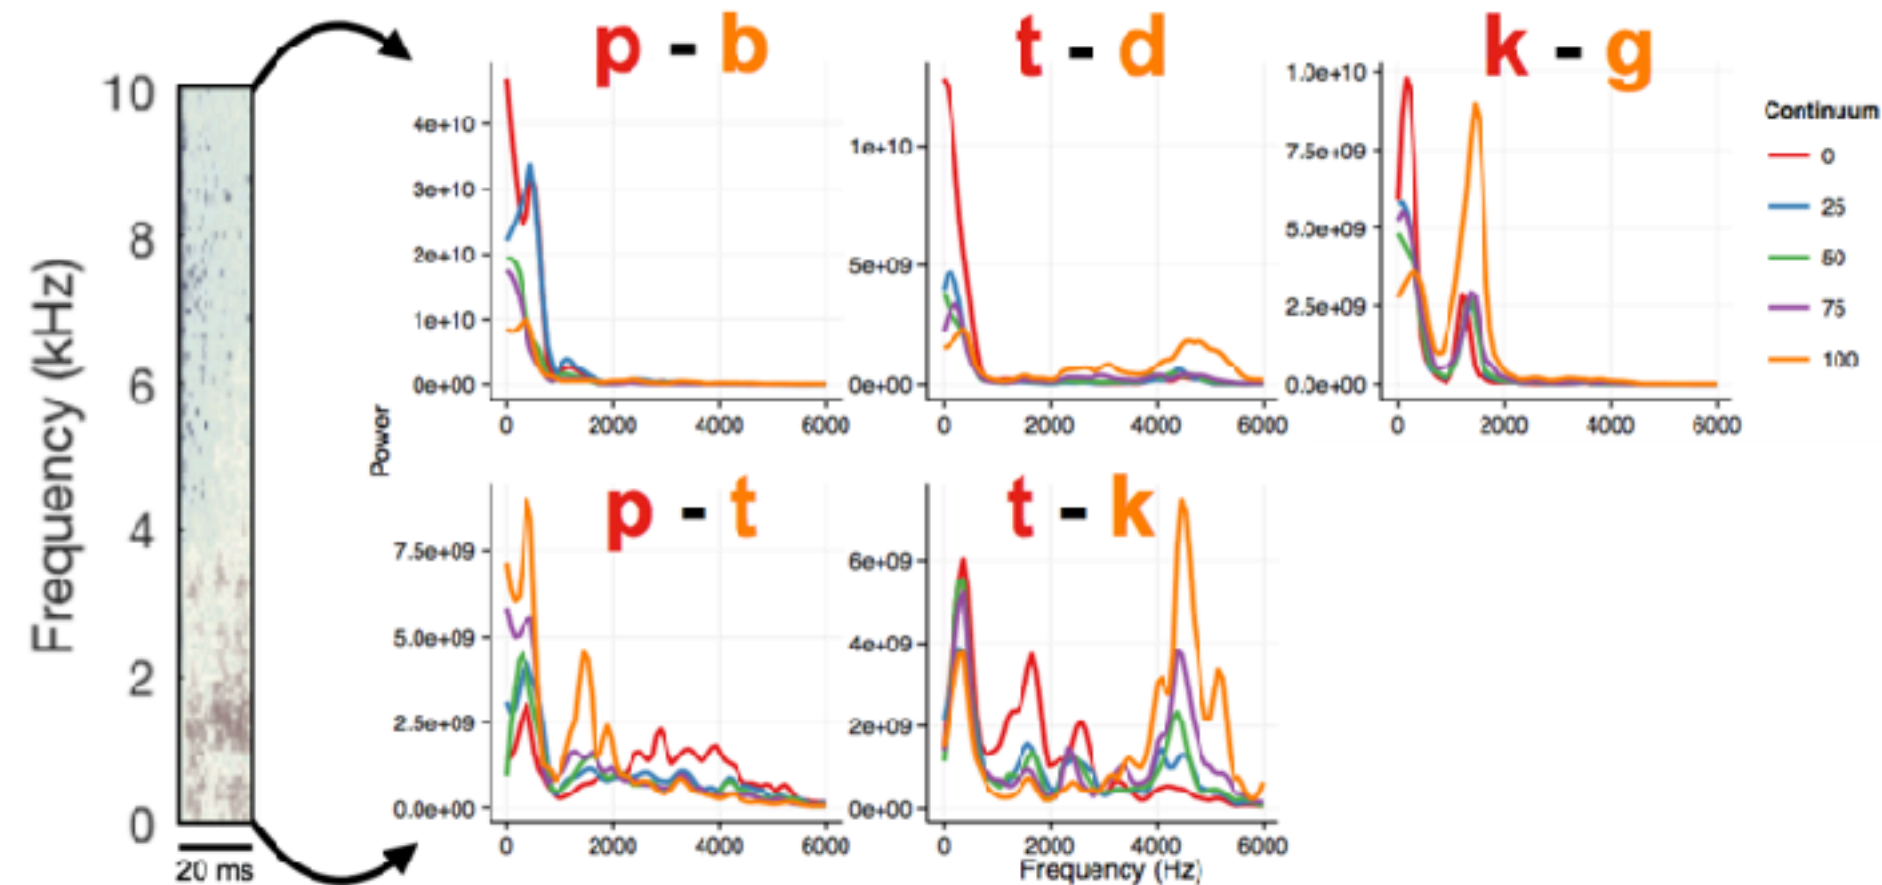 p - b
t - d
k - g
Frequency (kHz)
10
8
6
4
2
0
20 ms
Power
4e+10
3e+10
2e+10
1e+10
0e+00
0 2000 4000 6000
1e+10
5e+09
0e+00
0 2000 4000 6000
1.0e+10
7.5e+09
5.0e+09
2.5e+09
0.0e+00
0 2000 4000 6000
Continuum
0
25
50
75
100
p - t
t - k
7.5e+09
5.0e+09
2.5e+09
0.0e+00
0 2000 4000 6000
6e+09
4e+09
2e+09
0e+00
0 2000 4000 6000
Frequency (Hz)